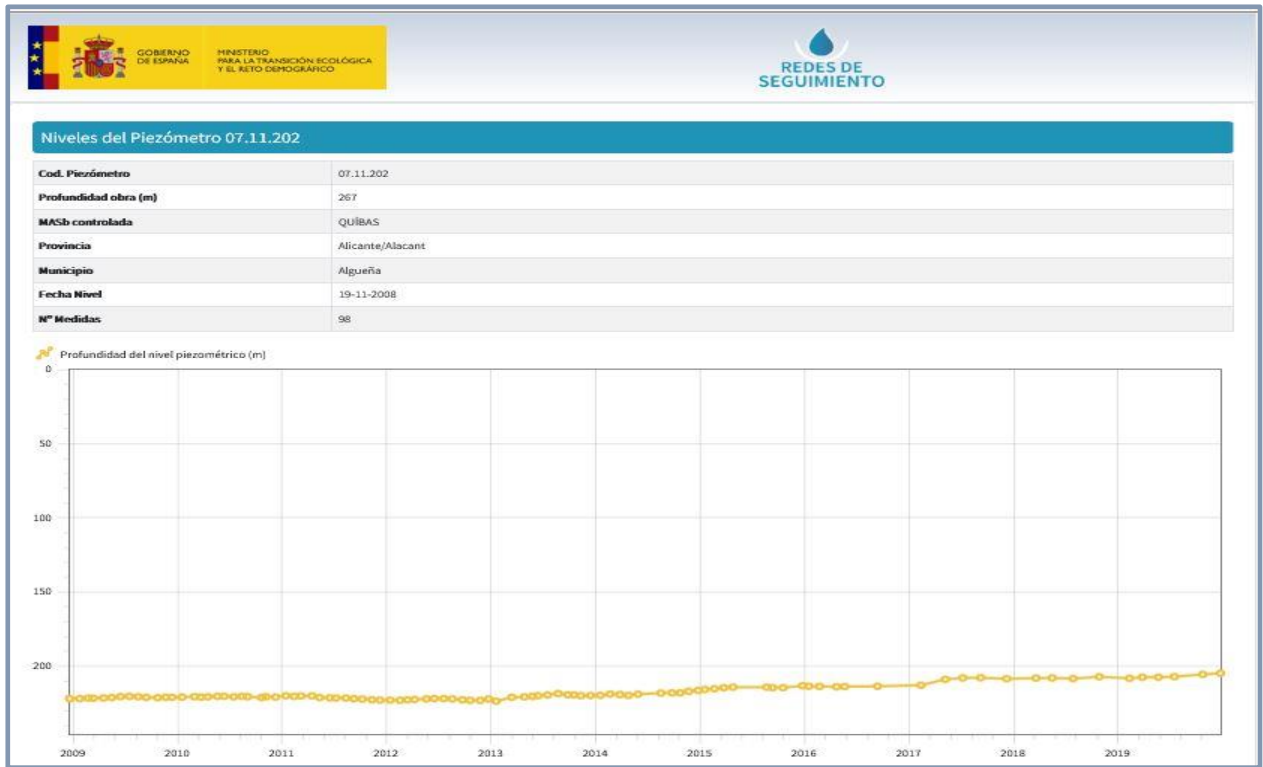 GOBIERNO
DE ESPAÑA
MINISTERIO
PARA LA TRANSICIÓN ECOLÓGICA
Y EL RETO DEMOGRÁFICO
REDES DE
SEGUIMIENTO
Niveles del Piezómetro 07.11.202
Cod. Piezómetro 07.11.202
Profundidad obra (m) 267
MASb controlada QUÍBAS
Provincia Alicante/Alacant
Municipio Algueña
Fecha Nivel 19-11-2008
Nº Medidas 98
Profundidad del nivel piezométrico (m)
0
50
100
150
200
2009 2010 2011 2012 2013 2014 2015 2016 2017 2018 2019